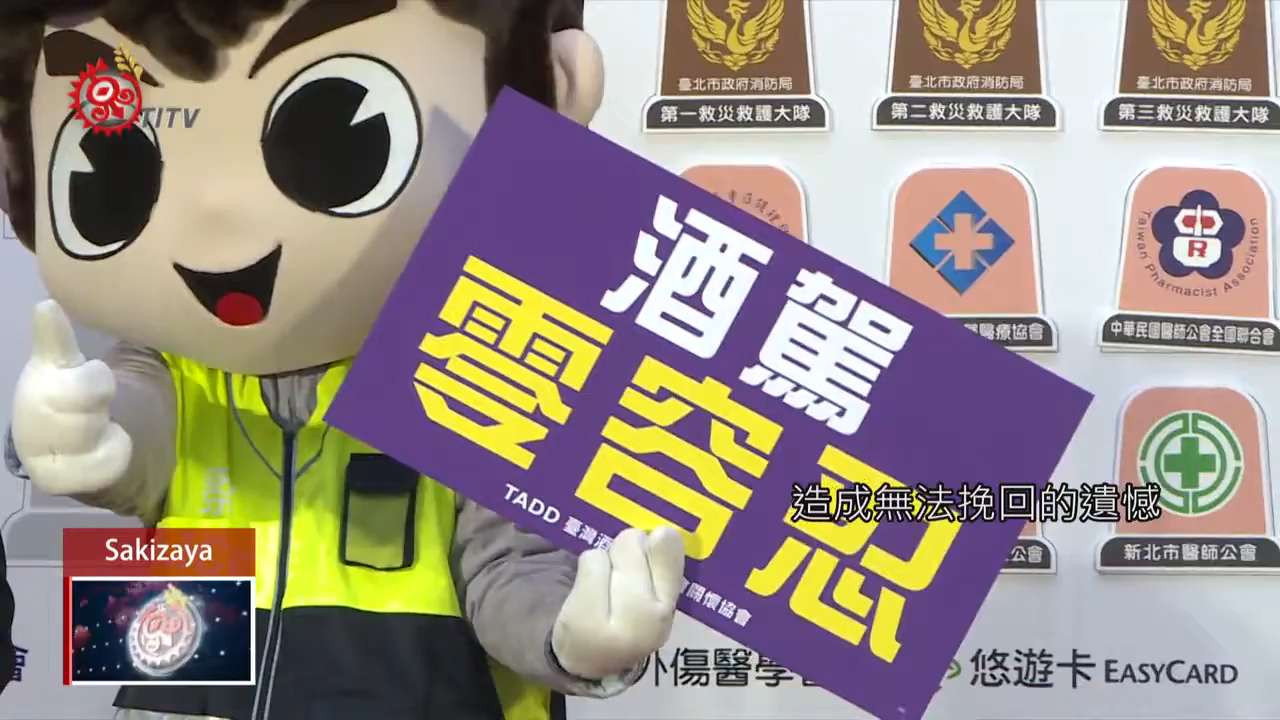 TITV
臺北市政府消防局
第一救災救護大隊
臺北市政府消防局
第二救災救護大隊
臺北市政府消防局
第三救災救護大隊
Taiwan Pharmacist Association
醫療協會
中華民國醫師公會全國聯合會
酒駕
零容忍
TADD 臺灣酒
關懷協會
造成無法挽回的遺憾
公會
新北市醫師公會
Sakizaya
外傷醫學
悠遊卡 EASYCARD